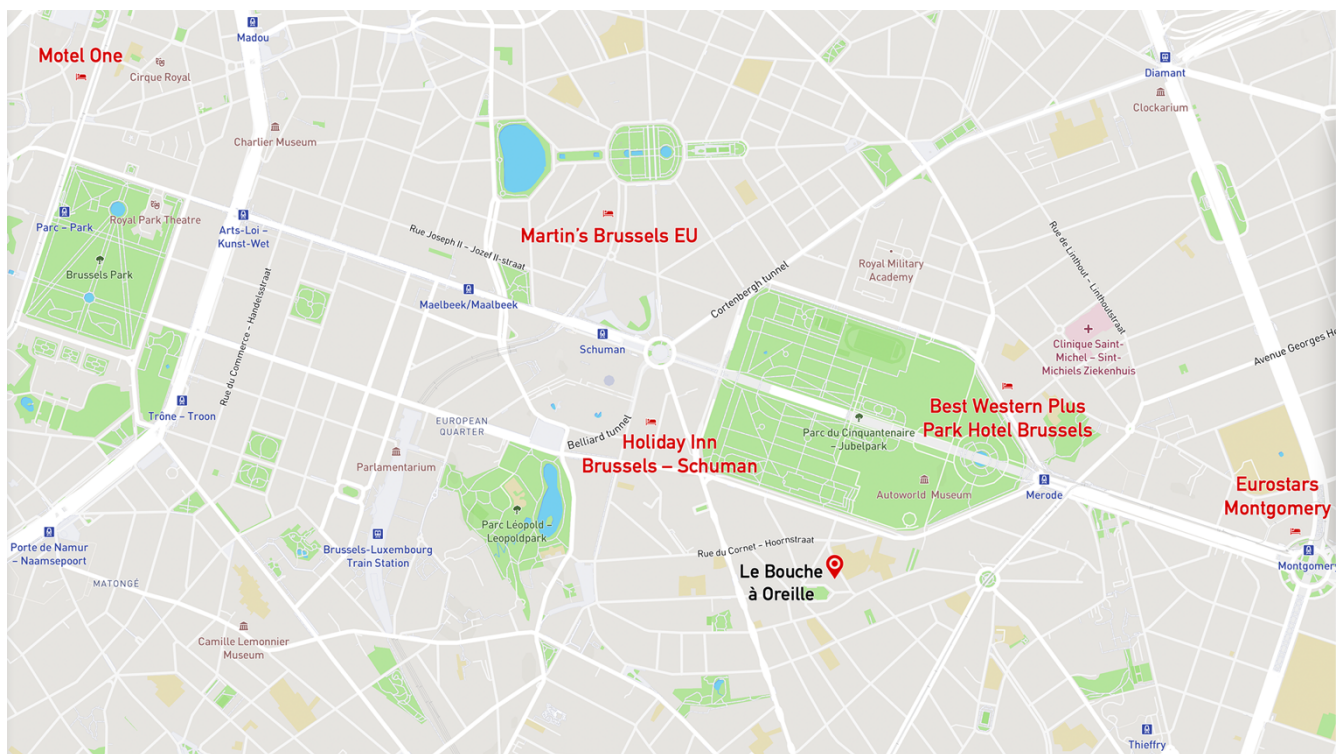 Madou
Motel One
Cirque Royal
Diamant
Clockarium
Charlier Museum
Royal Park Theatre
Parc – Park
Arts-Loi –
Kunst-Wet
Brussels Park
Rue Joseph II – Jozef II-straat
Martin's Brussels EU
Royal Military
Academy
Rue de Linthout – Linthoutstraat
Cortenbergh tunnel
Maelbeek/Maalbeek
Rue du Commerce – Handelsstraat
Schuman
Clinique Saint-
Michel – Sint-
Michiels Ziekenhuis
Avenue Georges He
Trône – Troon
EUROPEAN
QUARTER
Belliard tunnel
Holiday Inn
Brussels – Schuman
Parc du Cinquantenaire
– Jubelpark
Best Western Plus
Park Hotel Brussels
Parlamentarium
Autoworld Museum
Merode
Eurostars
Montgomery
Parc Léopold –
Leopoldpark
Porte de Namur
– Naamsepoort
Brussels-Luxembourg
Train Station
Rue du Cornet – Hoornstraat
Le Bouche
à Oreille
Montgomery
MATONGÉ
Camille Lemonnier
Museum
Thieffry